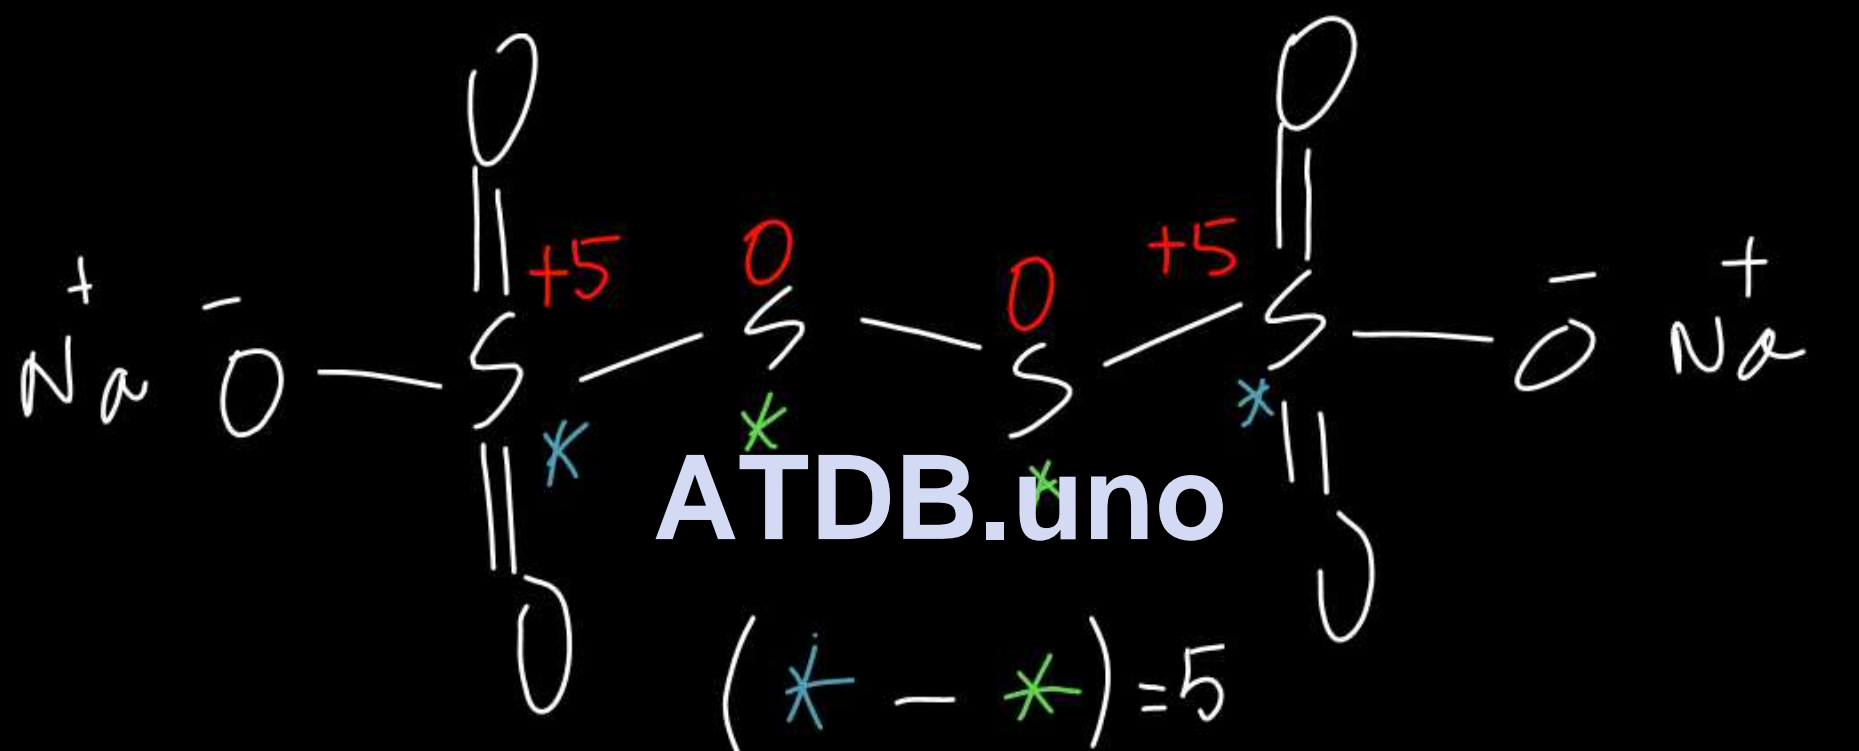 O O
+5 0 0 +5
Na+ -O S S S S O- Na+
* * * *
ATDB.uno
O O
(* - *) = 5